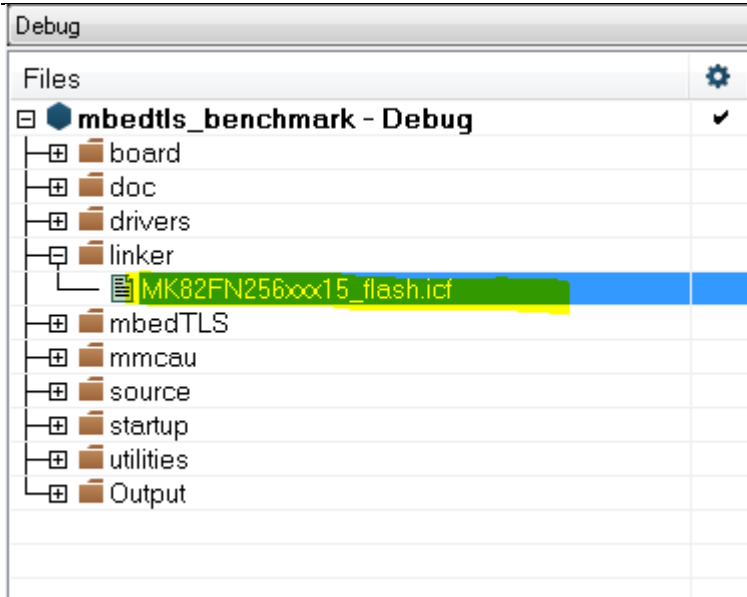 Debug
Files
mbedtls_benchmark - Debug
board
doc
drivers
linker
MK82FN256xxx15_flash.icf
mbedTLS
mmcau
source
startup
utilities
Output